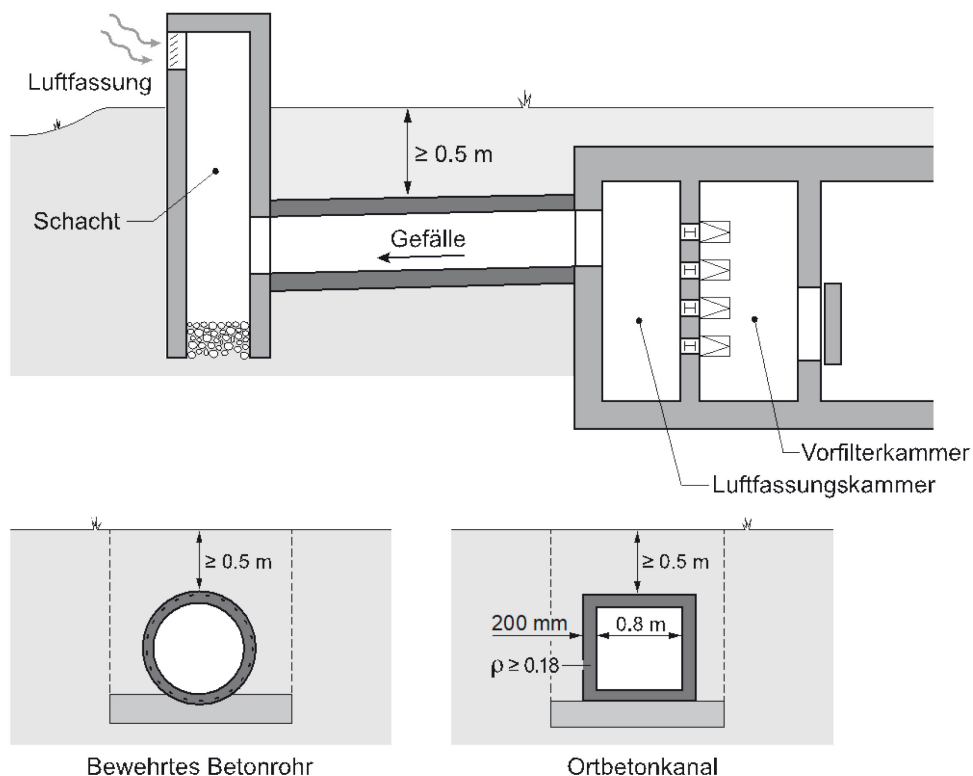 Luftfassung
≥ 0.5 m
Schacht
Gefälle
Vorfilterkammer
Luftfassungskammer
≥ 0.5 m
≥ 0.5 m
200 mm
0.8 m
ρ ≥ 0.18
Bewehrtes Betonrohr
Ortbetonkanal